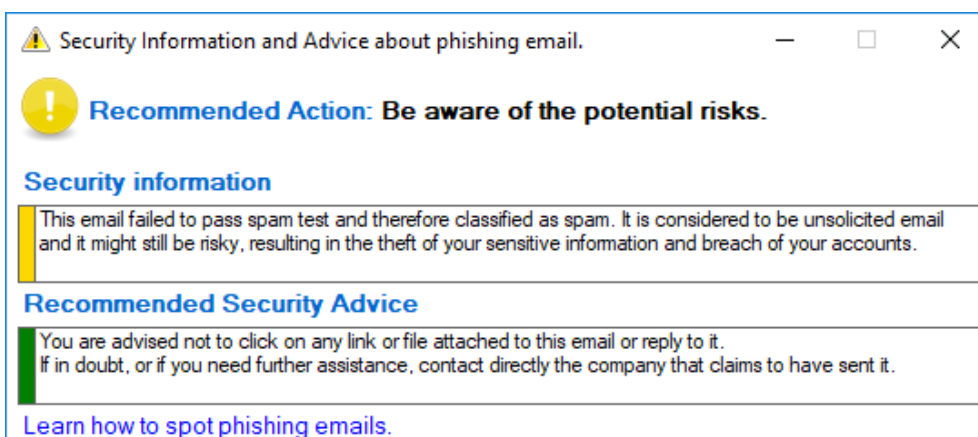 Security Information and Advice about phishing email.
Recommended Action: Be aware of the potential risks.
Security information
This email failed to pass spam test and therefore classified as spam. It is considered to be unsolicited email
and it might still be risky, resulting in the theft of your sensitive information and breach of your accounts.
Recommended Security Advice
You are advised not to click on any link or file attached to this email or reply to it.
If in doubt, or if you need further assistance, contact directly the company that claims to have sent it.
Learn how to spot phishing emails.